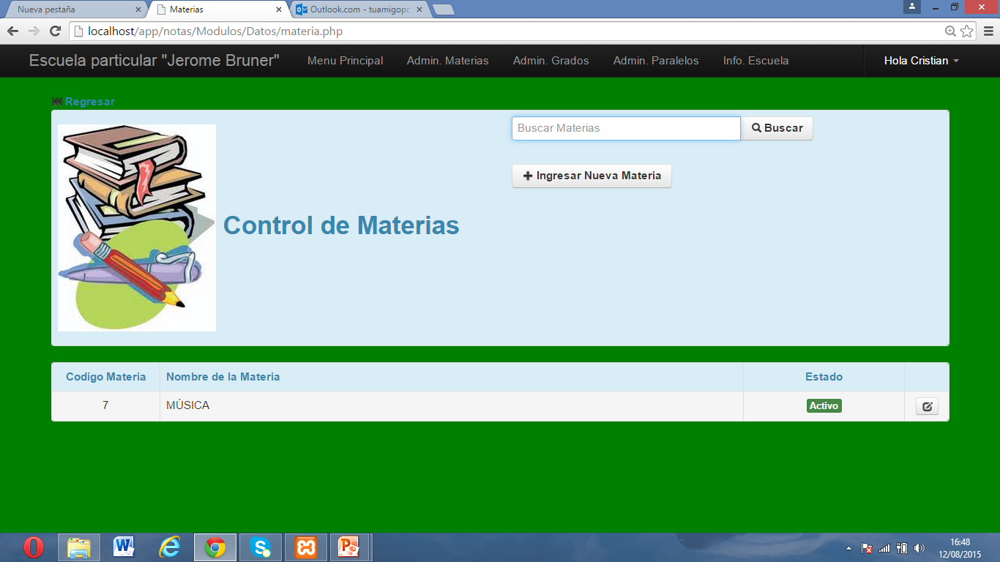 Nueva pestaña
Materias
Outlook.com - tuamigopc
localhost/app/notas/Modulos/Datos/materia.php
Escuela particular "Jerome Bruner" Menu Principal Admin. Materias Admin. Grados Admin. Paralelos Info. Escuela Hola Cristian
Regresar
Buscar Materias Buscar
Ingresar Nueva Materia
Control de Materias
Codigo Materia Nombre de la Materia Estado
7 MÚSICA Activo
16:48
12/08/2015